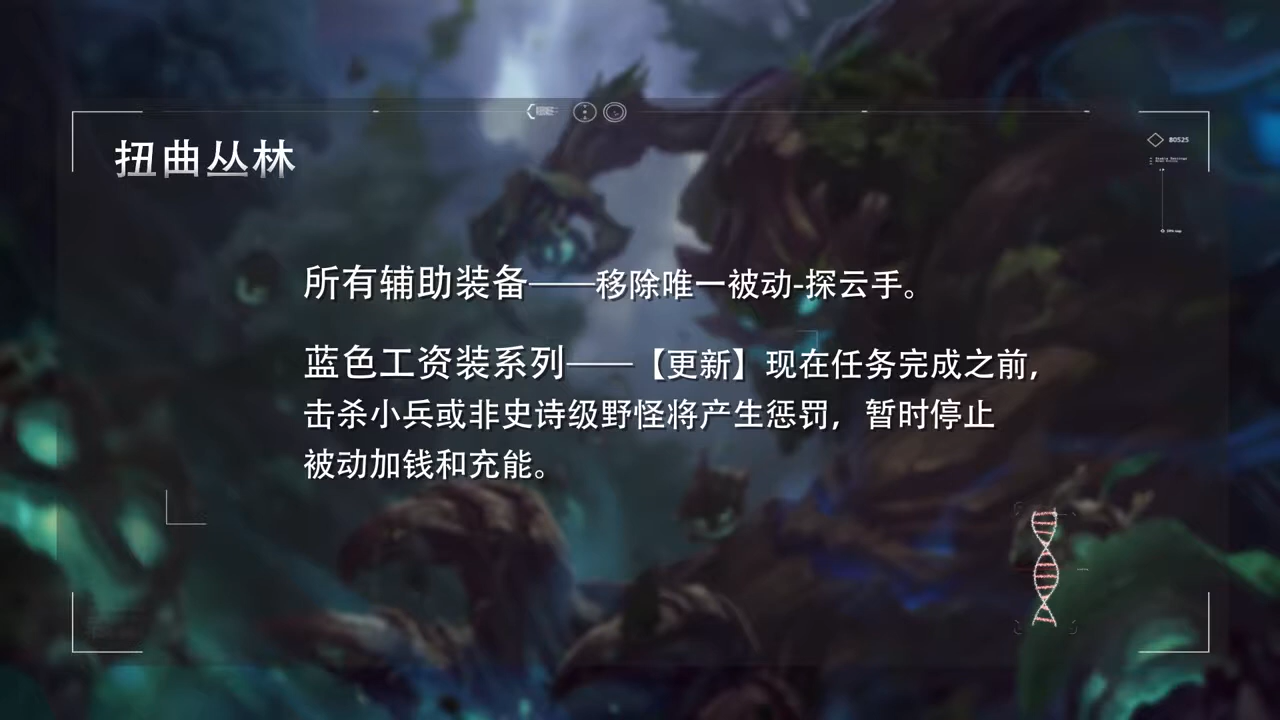 80525
扭曲丛林
所有辅助装备——移除唯一被动-探云手。
蓝色工资装系列——【更新】现在任务完成之前,
击杀小兵或非史诗级野怪将产生惩罚，暂时停止
被动加钱和充能。